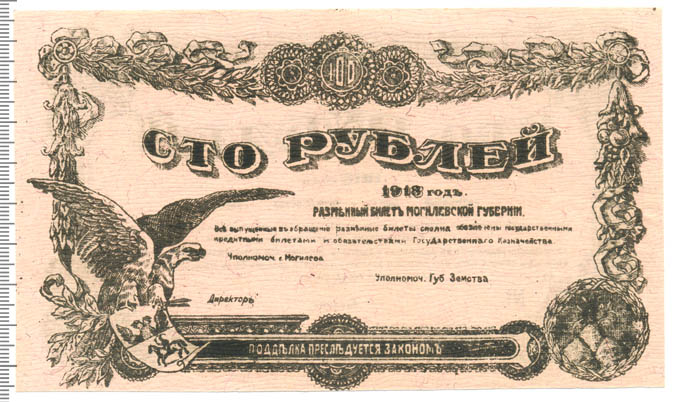 100
СТО РУБЛЕЙ
1918 годъ.
РАЗМѢННЫЙ БИЛЕТЪ МОГИЛЕВСКОЙ ГУБЕРНІИ.
Всѣ выпущенные въ обращеніе размѣнные билеты сполна обезпечены государственными
кредитными билетами и обязательствами Государственнаго Казначейства.
Уполномоч. г. Могилева.
Уполномоч. Губ Земства.
Директоръ
ПОДДѢЛКА ПРЕСЛѢДУЕТСЯ ЗАКОНОМЪ